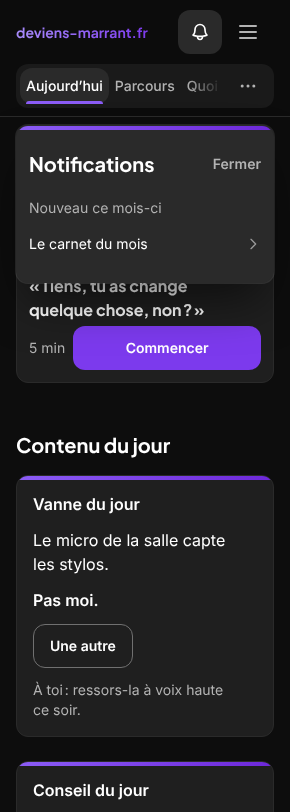 deviens-marrant.fr
Aujourd’hui Parcours Quoi ···
Notifications
Fermer
Nouveau ce mois-ci
Le carnet du mois
« Tiens, tu as changé
quelque chose, non ? »
5 min
Commencer
Contenu du jour
Vanne du jour
Le micro de la salle capte
les stylos.
Pas moi.
Une autre
À toi : ressors-la à voix haute
ce soir.
Conseil du jour